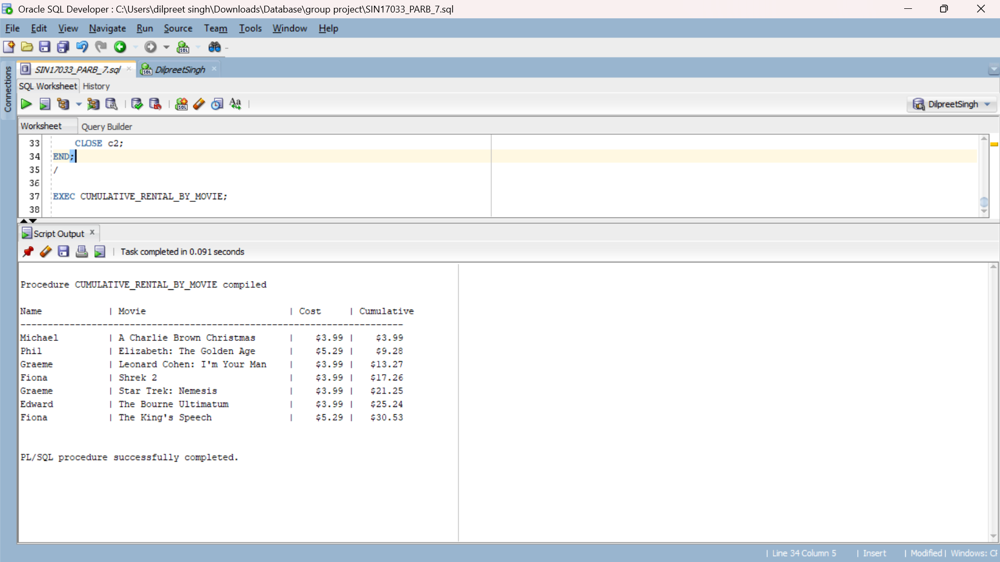 Oracle SQL Developer : C:\Users\dilpreet singh\Downloads\Database\group project\SIN17033_PARB_7.sql
File Edit View Navigate Run Source Team Tools Window Help
SIN17033_PARB_7.sql DilpreetSingh
Connections
SQL Worksheet History
DilpreetSingh
Worksheet Query Builder
33 CLOSE c2;
34 END;
35 /
36
37 EXEC CUMULATIVE_RENTAL_BY_MOVIE;
38
Script Output
Task completed in 0.091 seconds
Procedure CUMULATIVE_RENTAL_BY_MOVIE compiled
Name | Movie | Cost | Cumulative
----------------------------------------------------------------------
Michael | A Charlie Brown Christmas | $3.99 | $3.99
Phil | Elizabeth: The Golden Age | $5.29 | $9.28
Graeme | Leonard Cohen: I'm Your Man | $3.99 | $13.27
Fiona | Shrek 2 | $3.99 | $17.26
Graeme | Star Trek: Nemesis | $3.99 | $21.25
Edward | The Bourne Ultimatum | $3.99 | $25.24
Fiona | The King's Speech | $5.29 | $30.53
PL/SQL procedure successfully completed.
| Line 34 Column 5 | Insert | Modified | Windows: CF